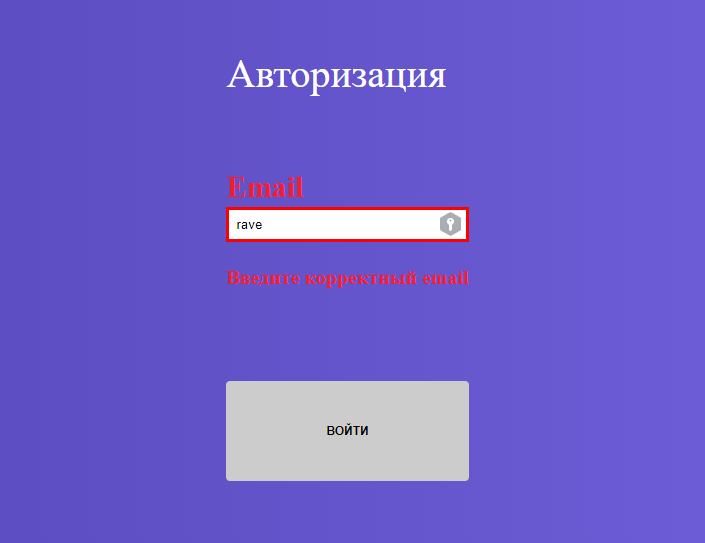 Авторизация
Email
rave
Введите корректный email
ВОЙТИ